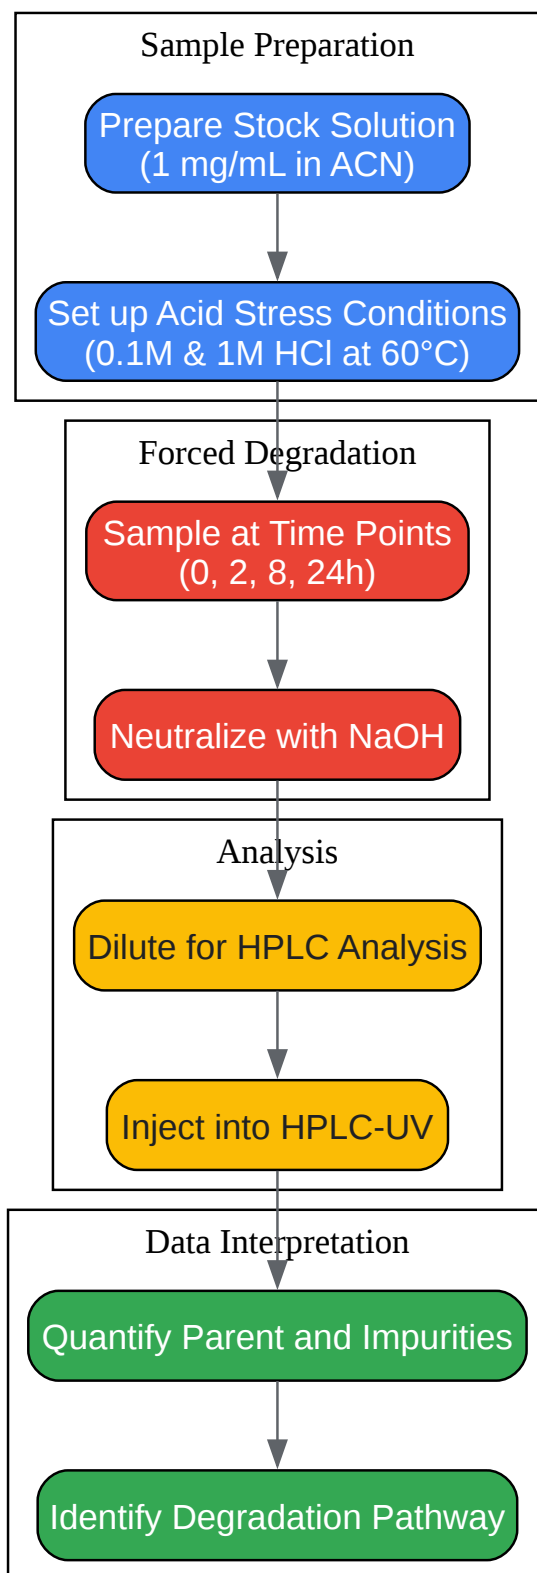 Sample Preparation
Prepare Stock Solution
(1 mg/mL in ACN)
Set up Acid Stress Conditions
(0.1M & 1M HCl at 60°C)
Forced Degradation
Sample at Time Points
(0, 2, 8, 24h)
Neutralize with NaOH
Analysis
Dilute for HPLC Analysis
Inject into HPLC-UV
Data Interpretation
Quantify Parent and Impurities
Identify Degradation Pathway